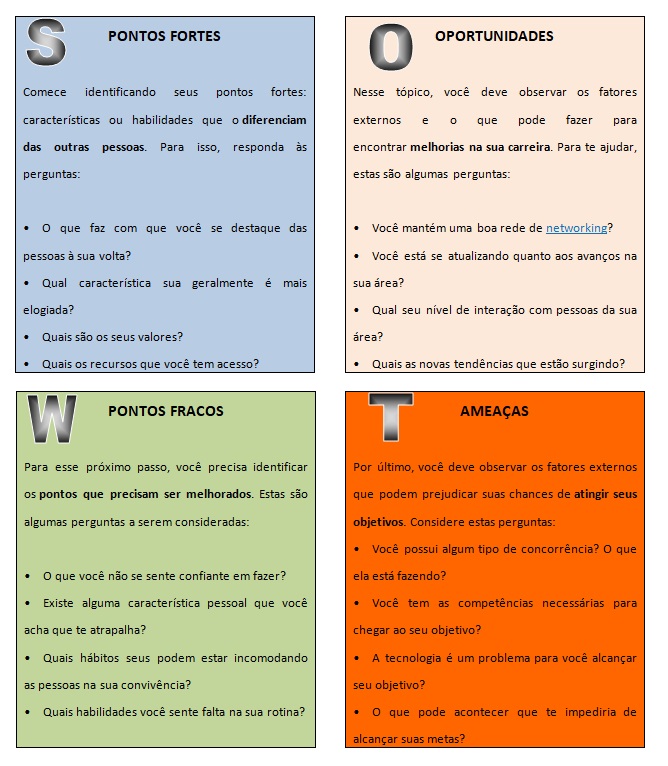 S PONTOS FORTES
Comece identificando seus pontos fortes:
características ou habilidades que o diferenciam
das outras pessoas. Para isso, responda às
perguntas:
• O que faz com que você se destaque das
pessoas à sua volta?
• Qual característica sua geralmente é mais
elogiada?
• Quais são os seus valores?
• Quais os recursos que você tem acesso?
O OPORTUNIDADES
Nesse tópico, você deve observar os fatores
externos e o que pode fazer para
encontrar melhorias na sua carreira. Para te ajudar,
estas são algumas perguntas:
• Você mantém uma boa rede de networking?
• Você está se atualizando quanto aos avanços na
sua área?
• Qual seu nível de interação com pessoas da sua
área?
• Quais as novas tendências que estão surgindo?
W PONTOS FRACOS
Para esse próximo passo, você precisa identificar
os pontos que precisam ser melhorados. Estas são
algumas perguntas a serem consideradas:
• O que você não se sente confiante em fazer?
• Existe alguma característica pessoal que você
acha que te atrapalha?
• Quais hábitos seus podem estar incomodando
as pessoas na sua convivência?
• Quais habilidades você sente falta na sua rotina?
T AMEAÇAS
Por último, você deve observar os fatores externos
que podem prejudicar suas chances de atingir seus
objetivos. Considere estas perguntas:
• Você possui algum tipo de concorrência? O que
ela está fazendo?
• Você tem as competências necessárias para
chegar ao seu objetivo?
• A tecnologia é um problema para você alcançar
seu objetivo?
• O que pode acontecer que te impediria de
alcançar suas metas?